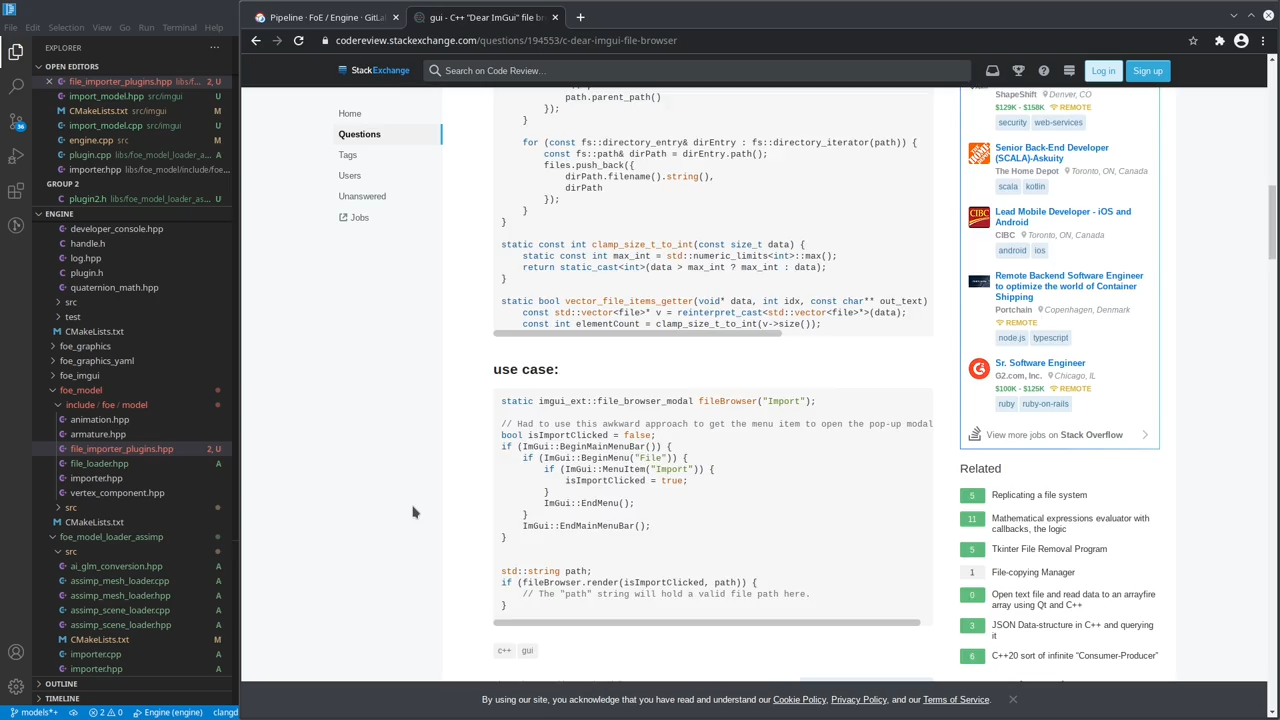 File Edit Selection View Go Run Terminal Help
EXPLORER
OPEN EDITORS
file_importer_plugins.hpp libs/f... 2, U
import_model.hpp src/imgui U
CMakeLists.txt src/imgui M
import_model.cpp src/imgui U
engine.cpp src M
plugin.cpp libs/foe_model_loader_a... U
importer.hpp libs/foe_model/include/foe...
GROUP 2
plugin2.h libs/foe_model_loader_as... U
ENGINE
developer_console.hpp
handle.h
log.hpp
plugin.h
quaternion_math.hpp
src
test
CMakeLists.txt
foe_graphics
foe_graphics_yaml
foe_imgui
foe_model
include / foe / model
animation.hpp
armature.hpp
file_importer_plugins.hpp 2, U
file_loader.hpp U
importer.hpp
vertex_component.hpp
src
CMakeLists.txt
foe_model_loader_assimp
src
ai_glm_conversion.hpp A
assimp_mesh_loader.cpp A
assimp_mesh_loader.hpp A
assimp_scene_loader.cpp A
assimp_scene_loader.hpp A
CMakeLists.txt M
importer.cpp A
importer.hpp A
OUTLINE
TIMELINE
36
models*+ 2 0 Engine (engine) clangd
Pipeline · FoE / Engine · GitLa
gui - C++ "Dear ImGui" file br
codereview.stackexchange.com/questions/194553/c-dear-imgui-file-browser
StackExchange
Search on Code Review…
Log in Sign up
Home
Questions
Tags
Users
Unanswered
Jobs
path.parent_path()
});
}
for (const fs::directory_entry& dirEntry : fs::directory_iterator(path)) {
const fs::path& dirPath = dirEntry.path();
files.push_back({
dirPath.filename().string(),
dirPath
});
}
}
static const int clamp_size_t_to_int(const size_t data) {
static const int max_int = std::numeric_limits<int>::max();
return static_cast<int>(data > max_int ? max_int : data);
}
static bool vector_file_items_getter(void* data, int idx, const char** out_text)
const std::vector<file>* v = reinterpret_cast<std::vector<file>*>(data);
const int elementCount = clamp_size_t_to_int(v->size());
use case:
static imgui_ext::file_browser_modal fileBrowser("Import");
// Had to use this awkward approach to get the menu item to open the pop-up modal
bool isImportClicked = false;
if (ImGui::BeginMainMenuBar()) {
if (ImGui::BeginMenu("File")) {
if (ImGui::MenuItem("Import")) {
isImportClicked = true;
}
ImGui::EndMenu();
}
ImGui::EndMainMenuBar();
}
std::string path;
if (fileBrowser.render(isImportClicked, path)) {
// The "path" string will hold a valid file path here.
}
c++ gui
ShapeShift Denver, CO
$129K - $158K REMOTE
security web-services
Senior Back-End Developer
(SCALA)-Askuity
The Home Depot Toronto, ON, Canada
scala kotlin
Lead Mobile Developer - iOS and
Android
CIBC Toronto, ON, Canada
android ios
Remote Backend Software Engineer
to optimize the world of Container
Shipping
Portchain Copenhagen, Denmark
REMOTE
node.js typescript
Sr. Software Engineer
G2.com, Inc. Chicago, IL
$100K - $125K REMOTE
ruby ruby-on-rails
View more jobs on Stack Overflow
Related
5 Replicating a file system
11 Mathematical expressions evaluator with
callbacks, the logic
5 Tkinter File Removal Program
1 File-copying Manager
0 Open text file and read data to an arrayfire
array using Qt and C++
3 JSON Data-structure in C++ and querying
it
6 C++20 sort of infinite “Consumer-Producer”
By using our site, you acknowledge that you have read and understand our Cookie Policy, Privacy Policy, and our Terms of Service.